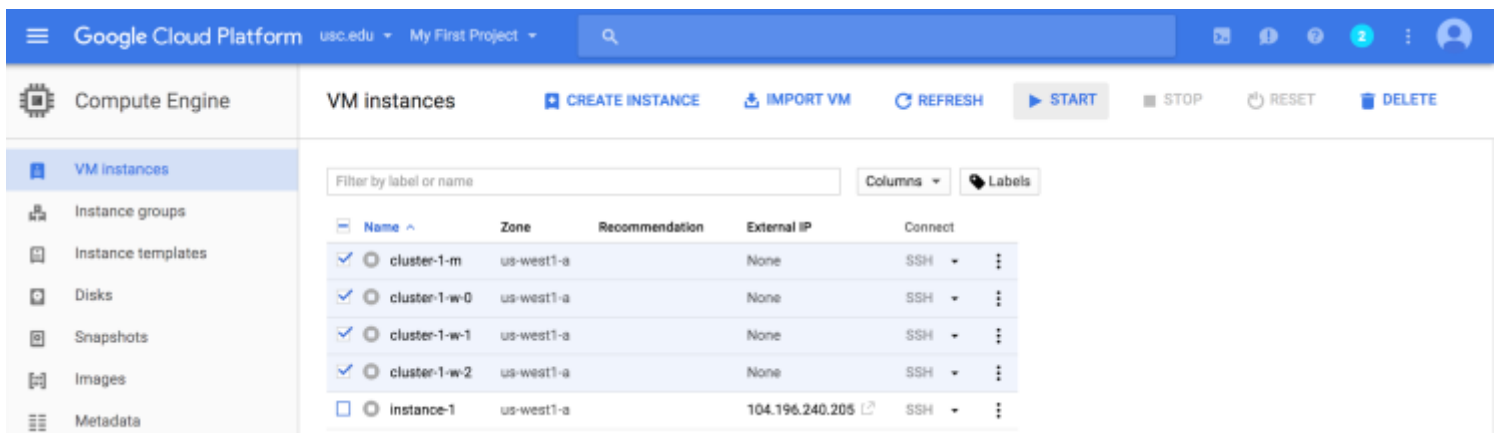 Google Cloud Platform usc.edu My First Project 2
Compute Engine VM instances CREATE INSTANCE IMPORT VM REFRESH START STOP RESET DELETE
VM instances
Instance groups
Instance templates
Disks
Snapshots
Images
Metadata
Filter by label or name Columns Labels
Name Zone Recommendation External IP Connect
cluster-1-m us-west1-a None SSH
cluster-1-w-0 us-west1-a None SSH
cluster-1-w-1 us-west1-a None SSH
cluster-1-w-2 us-west1-a None SSH
instance-1 us-west1-a 104.196.240.205 SSH